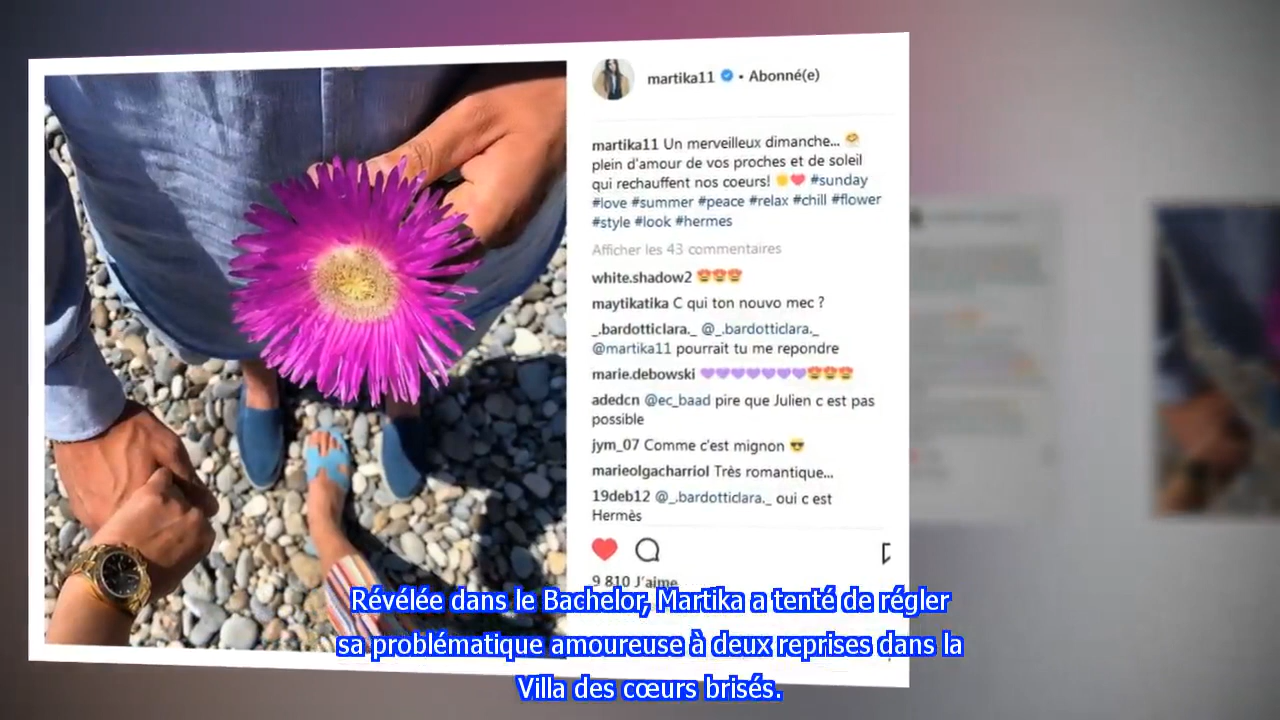 martika11 • Abonné(e)
martika11 Un merveilleux dimanche...
plein d'amour de vos proches et de soleil
qui rechauffent nos coeurs! #sunday
#love #summer #peace #relax #chill #flower
#style #look #hermes
Afficher les 43 commentaires
white.shadow2
maytikatika C qui ton nouvo mec ?
_.bardotticlara._ @_.bardotticlara._
@martika11 pourrait tu me repondre
marie.debowski
adedcn @ec_baad pire que Julien c est pas
possible
jym_07 Comme c'est mignon
marieolgacharriol Très romantique...
19deb12 @_.bardotticlara._ oui c est
Hermès
9 810 J'aime
Révélée dans le Bachelor, Martika a tenté de régler
sa problématique amoureuse à deux reprises dans la
Villa des cœurs brisés.